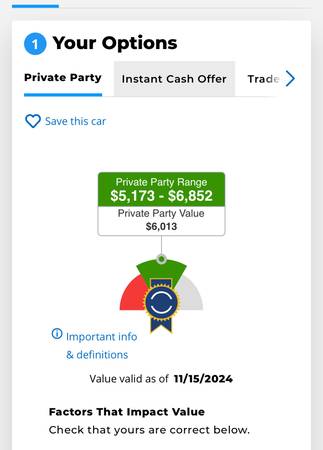 1 Your Options
Private Party Instant Cash Offer Trade
Save this car
Private Party Range
$5,173 - $6,852
Private Party Value
$6,013
Important info
& definitions
Value valid as of 11/15/2024
Factors That Impact Value
Check that yours are correct below.